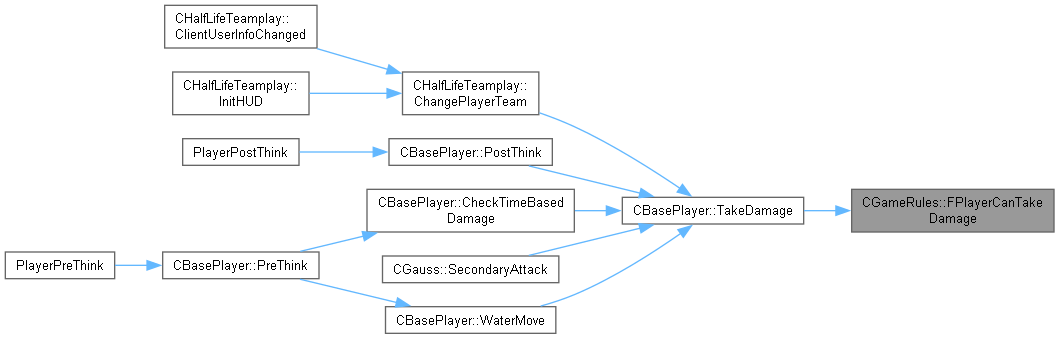 CHalfLifeTeamplay::
ClientUserInfoChanged
CHalfLifeTeamplay::
InitHUD
CHalfLifeTeamplay::
ChangePlayerTeam
PlayerPostThink
CBasePlayer::PostThink
CBasePlayer::CheckTimeBased
Damage
CBasePlayer::TakeDamage
CGameRules::FPlayerCanTake
Damage
PlayerPreThink
CBasePlayer::PreThink
CGauss::SecondaryAttack
CBasePlayer::WaterMove